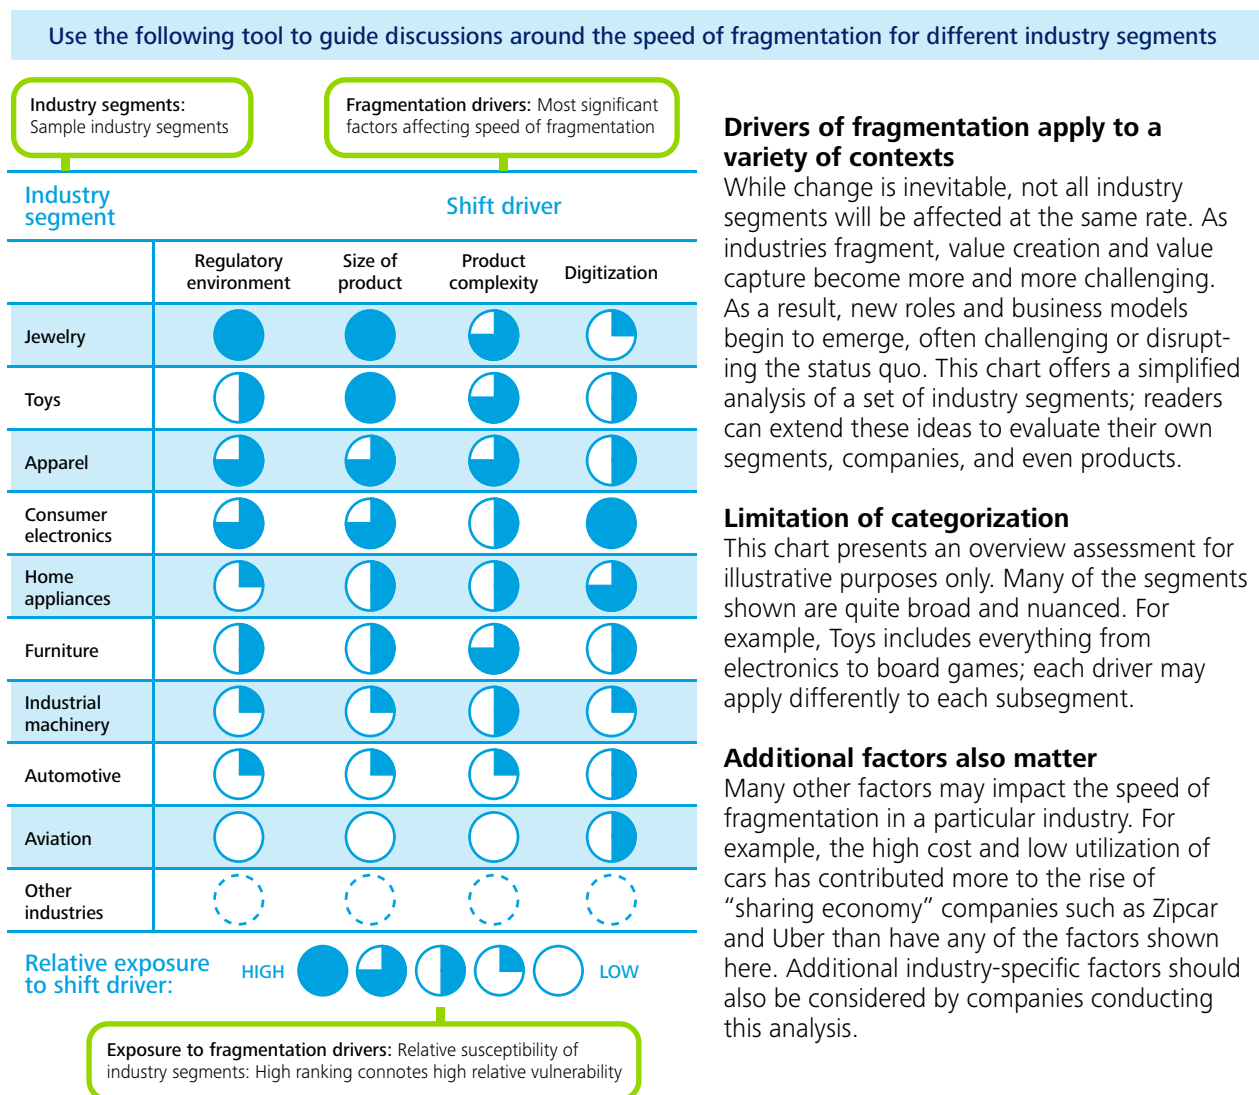 Use the following tool to guide discussions around the speed of fragmentation for different industry segments
Industry segments:
Sample industry segments
Fragmentation drivers: Most significant
factors affecting speed of fragmentation
Industry
segment
Shift driver
Regulatory
environment
Size of
product
Product
complexity
Digitization
Jewelry
Toys
Apparel
Consumer
electronics
Home
appliances
Furniture
Industrial
machinery
Automotive
Aviation
Other
industries
Relative exposure
to shift driver:
HIGH
LOW
Exposure to fragmentation drivers: Relative susceptibility of
industry segments: High ranking connotes high relative vulnerability
Drivers of fragmentation apply to a
variety of contexts
While change is inevitable, not all industry
segments will be affected at the same rate. As
industries fragment, value creation and value
capture become more and more challenging.
As a result, new roles and business models
begin to emerge, often challenging or disrupt-
ing the status quo. This chart offers a simplified
analysis of a set of industry segments; readers
can extend these ideas to evaluate their own
segments, companies, and even products.
Limitation of categorization
This chart presents an overview assessment for
illustrative purposes only. Many of the segments
shown are quite broad and nuanced. For
example, Toys includes everything from
electronics to board games; each driver may
apply differently to each subsegment.
Additional factors also matter
Many other factors may impact the speed of
fragmentation in a particular industry. For
example, the high cost and low utilization of
cars has contributed more to the rise of
“sharing economy” companies such as Zipcar
and Uber than have any of the factors shown
here. Additional industry-specific factors should
also be considered by companies conducting
this analysis.